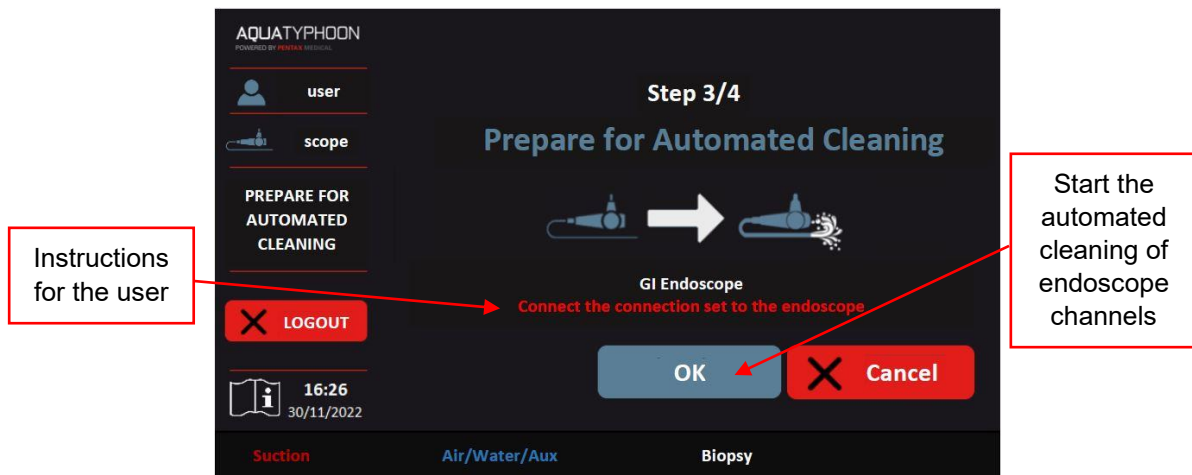 AQUATYPHOON
POWERED BY PENTAX MEDICAL
user
scope
PREPARE FOR
AUTOMATED
CLEANING
LOGOUT
16:26
30/11/2022
Step 3/4
Prepare for Automated Cleaning
GI Endoscope
Connect the connection set to the endoscope
OK
Cancel
Suction
Air/Water/Aux
Biopsy
Instructions
for the user
Start the
automated
cleaning of
endoscope
channels